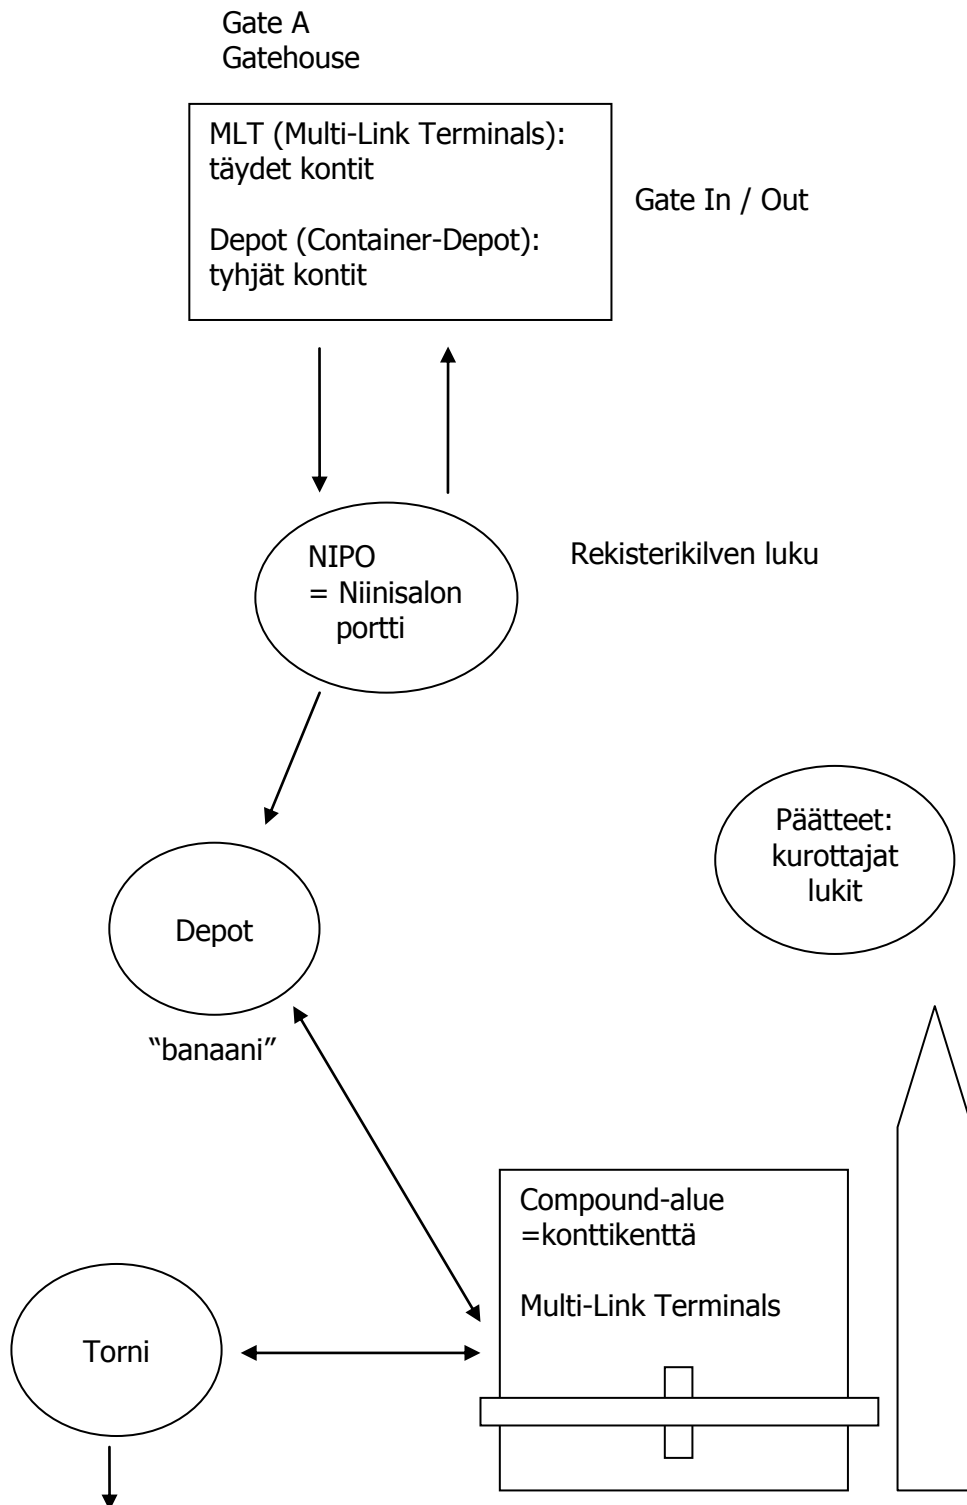 Gate A
Gatehouse
MLT (Multi-Link Terminals):
täydet kontit
Depot (Container-Depot):
tyhjät kontit
Gate In / Out
NIPO
= Niinisalon
portti
Rekisterikilven luku
Päätteet:
kurottajat
lukit
Depot
“banaani”
Compound-alue
=konttikenttä
Multi-Link Terminals
Torni